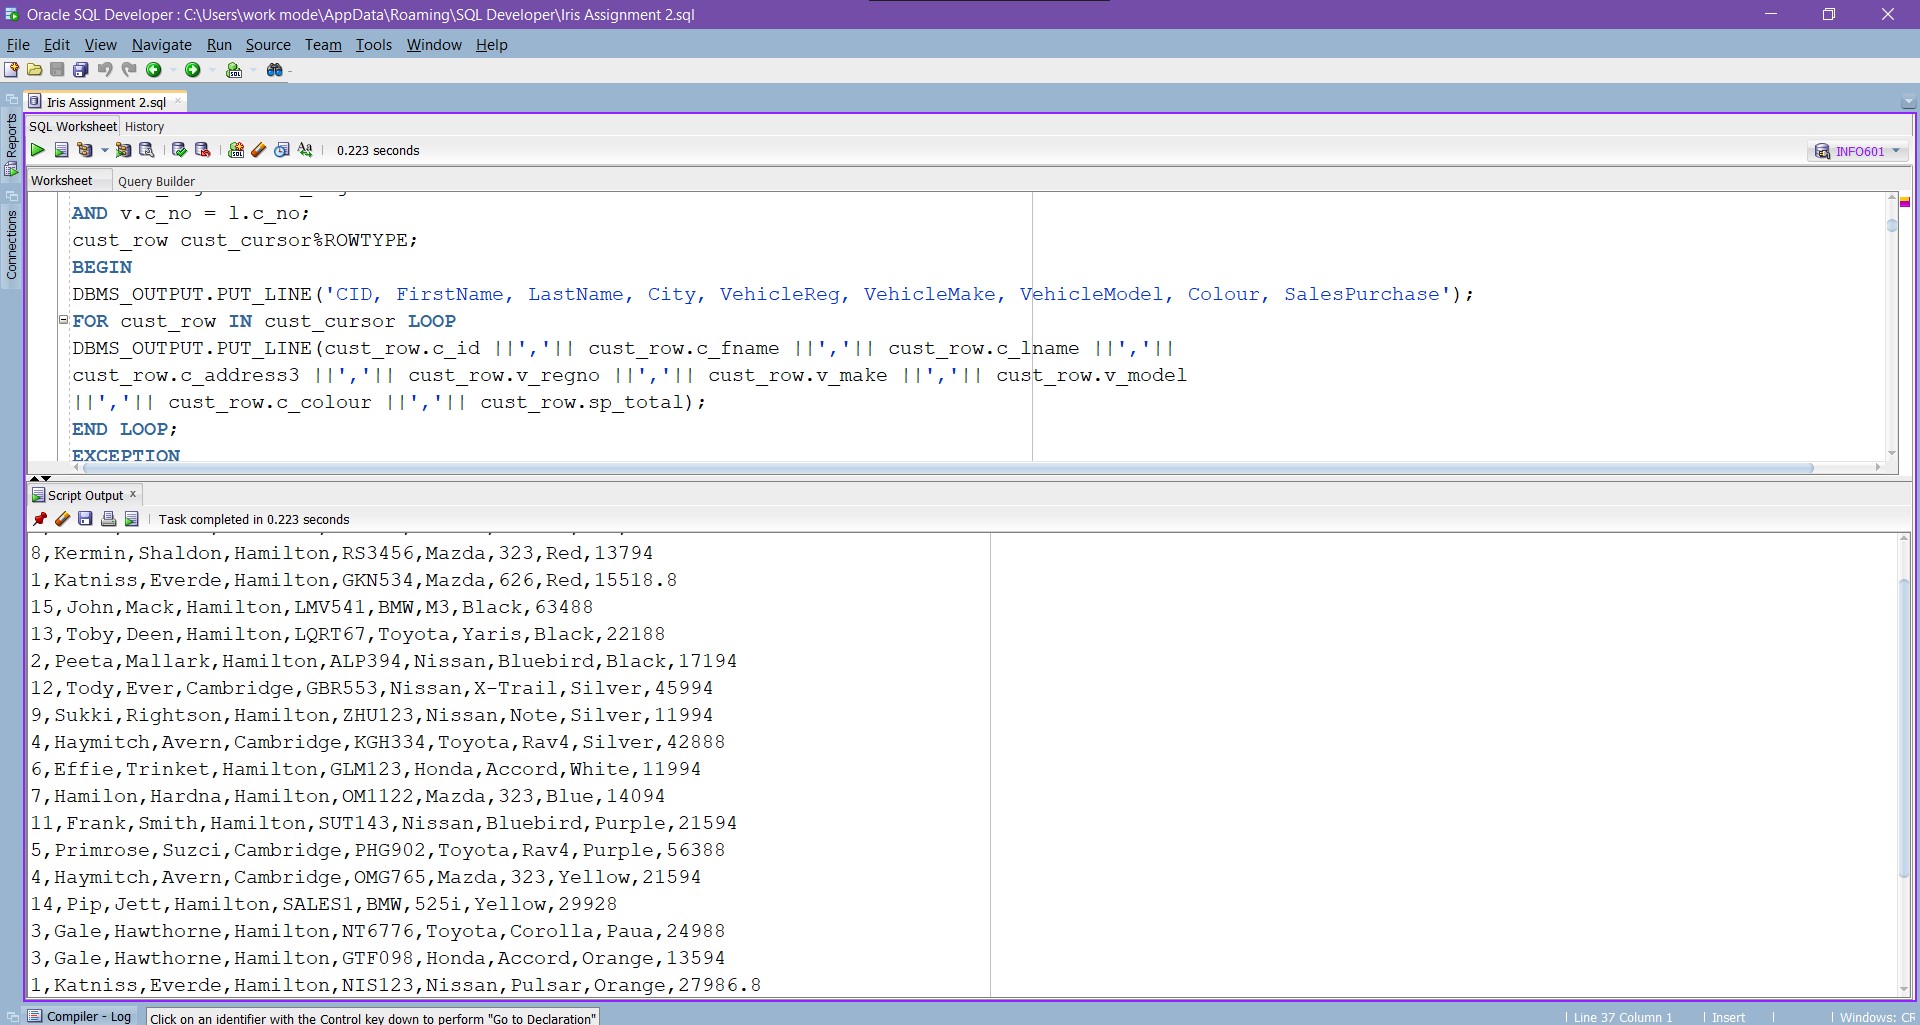 Oracle SQL Developer : C:\Users\work mode\AppData\Roaming\SQL Developer\Iris Assignment 2.sql
File Edit View Navigate Run Source Team Tools Window Help
Iris Assignment 2.sql
Reports
Connections
SQL Worksheet History
0.223 seconds
INFO601
Worksheet Query Builder
AND v.c_no = l.c_no;
cust_row cust_cursor%ROWTYPE;
BEGIN
DBMS_OUTPUT.PUT_LINE('CID, FirstName, LastName, City, VehicleReg, VehicleMake, VehicleModel, Colour, SalesPurchase');
FOR cust_row IN cust_cursor LOOP
DBMS_OUTPUT.PUT_LINE(cust_row.c_id ||','|| cust_row.c_fname ||','|| cust_row.c_lname ||','||
cust_row.c_address3 ||','|| cust_row.v_regno ||','|| cust_row.v_make ||','|| cust_row.v_model
||','|| cust_row.c_colour ||','|| cust_row.sp_total);
END LOOP;
EXCEPTION
Script Output
Task completed in 0.223 seconds
8,Kermin,Shaldon,Hamilton,RS3456,Mazda,323,Red,13794
1,Katniss,Everde,Hamilton,GKN534,Mazda,626,Red,15518.8
15,John,Mack,Hamilton,LMV541,BMW,M3,Black,63488
13,Toby,Deen,Hamilton,LQRT67,Toyota,Yaris,Black,22188
2,Peeta,Mallark,Hamilton,ALP394,Nissan,Bluebird,Black,17194
12,Tody,Ever,Cambridge,GBR553,Nissan,X-Trail,Silver,45994
9,Sukki,Rightson,Hamilton,ZHU123,Nissan,Note,Silver,11994
4,Haymitch,Avern,Cambridge,KGH334,Toyota,Rav4,Silver,42888
6,Effie,Trinket,Hamilton,GLM123,Honda,Accord,White,11994
7,Hamilon,Hardna,Hamilton,OM1122,Mazda,323,Blue,14094
11,Frank,Smith,Hamilton,SUT143,Nissan,Bluebird,Purple,21594
5,Primrose,Suzci,Cambridge,PHG902,Toyota,Rav4,Purple,56388
4,Haymitch,Avern,Cambridge,OMG765,Mazda,323,Yellow,21594
14,Pip,Jett,Hamilton,SALES1,BMW,525i,Yellow,29928
3,Gale,Hawthorne,Hamilton,NT6776,Toyota,Corolla,Paua,24988
3,Gale,Hawthorne,Hamilton,GTF098,Honda,Accord,Orange,13594
1,Katniss,Everde,Hamilton,NIS123,Nissan,Pulsar,Orange,27986.8
Compiler - Log
Click on an identifier with the Control key down to perform "Go to Declaration"
Line 37 Column 1 Insert Windows: CR